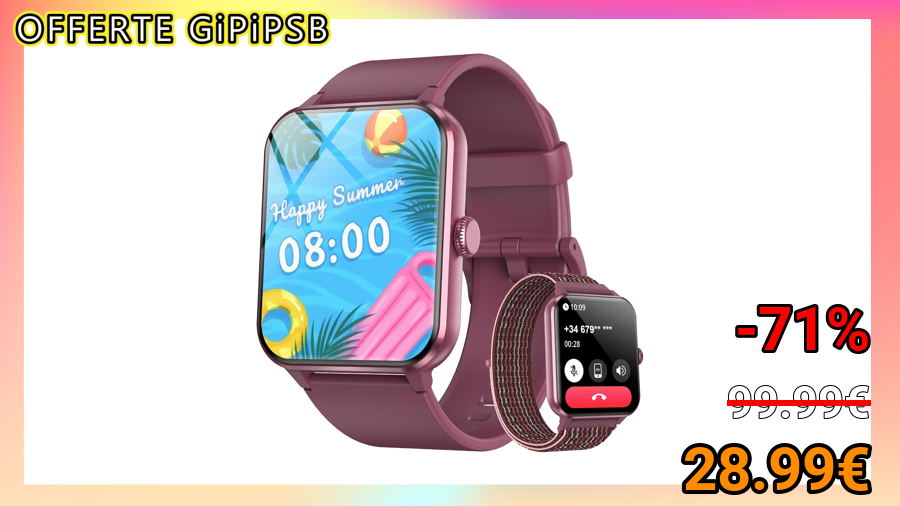 OFFERTE GiPiPSB
Happy Summer
08:00
10:09
+34 679** ***
00:28
-71%
99.99€
28.99€